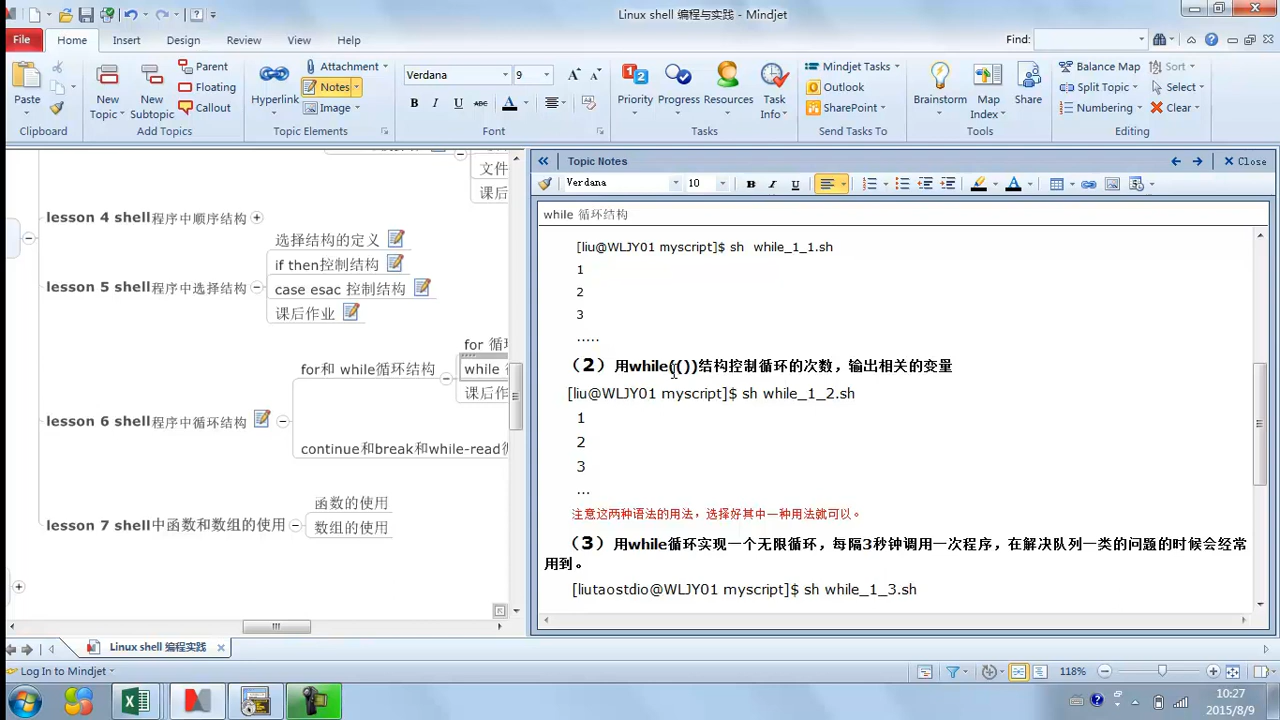 Linux shell 编程与实践 - Mindjet
File
Home
Insert
Design
Review
View
Help
Find:
Paste
New
Topic
New
Subtopic
Parent
Floating
Callout
Hyperlink
Attachment
Notes
Image
Verdana
9
B I U abc A
Priority
Progress
Resources
Task
Info
Mindjet Tasks
Outlook
SharePoint
Brainstorm
Map
Index
Share
Balance Map
Split Topic
Numbering
Sort
Select
Clear
Clipboard
Add Topics
Topic Elements
Font
Tasks
Send Tasks To
Tools
Editing
文件
课后
lesson 4 shell程序中顺序结构
选择结构的定义
if then控制结构
lesson 5 shell程序中选择结构
case esac 控制结构
课后作业
for 循
for和 while循环结构
while
课后作
lesson 6 shell程序中循环结构
continue和break和while-read
函数的使用
lesson 7 shell中函数和数组的使用
数组的使用
Topic Notes
Close
Verdana
10
B I U A
while 循环结构
[liu@WLJY01 myscript]$ sh while_1_1.sh
1
2
3
.....
（2）用while(())结构控制循环的次数，输出相关的变量
[liu@WLJY01 myscript]$ sh while_1_2.sh
1
2
3
...
注意这两种语法的用法，选择好其中一种用法就可以。
（3）用while循环实现一个无限循环，每隔3秒钟调用一次程序，在解决队列一类的问题的时候会经常
用到。
[liutaostdio@WLJY01 myscript]$ sh while_1_3.sh
Linux shell 编程实践
Log In to Mindjet
118%
10:27
2015/8/9